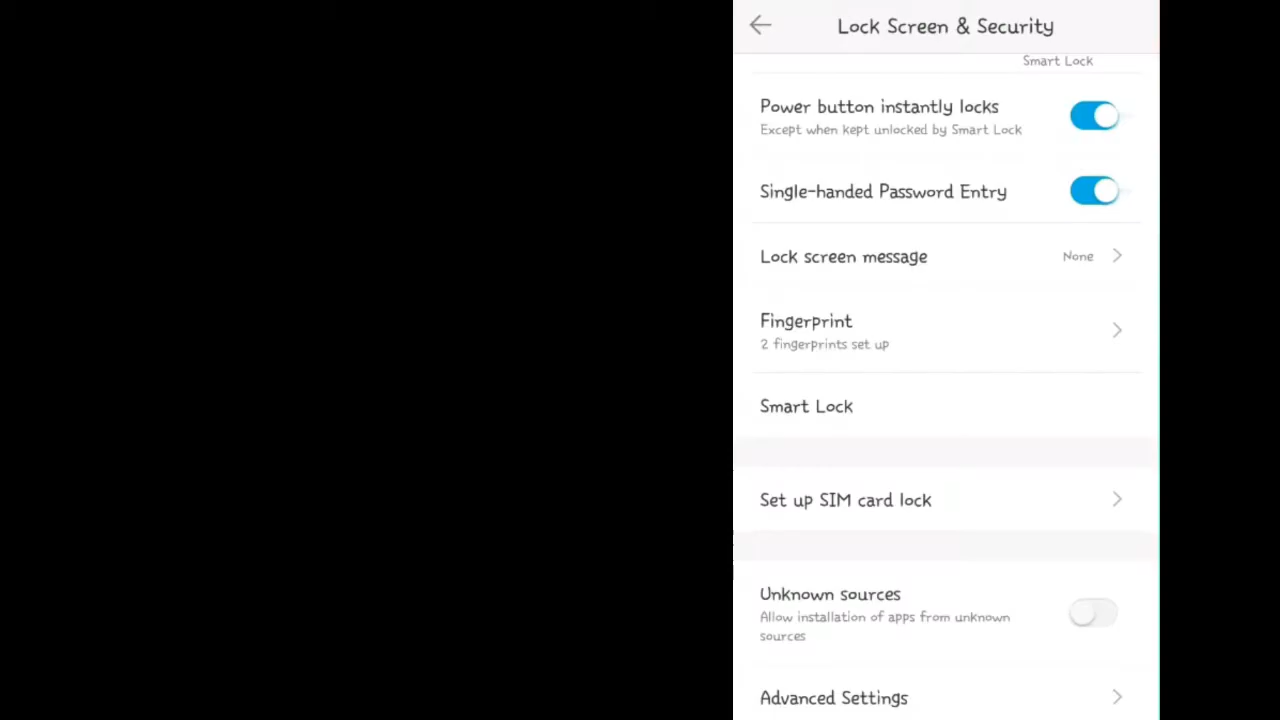 Lock Screen & Security
Smart Lock
Power button instantly locks
Except when kept unlocked by Smart Lock
Single-handed Password Entry
Lock screen message
None
Fingerprint
2 fingerprints set up
Smart Lock
Set up SIM card lock
Unknown sources
Allow installation of apps from unknown
sources
Advanced Settings